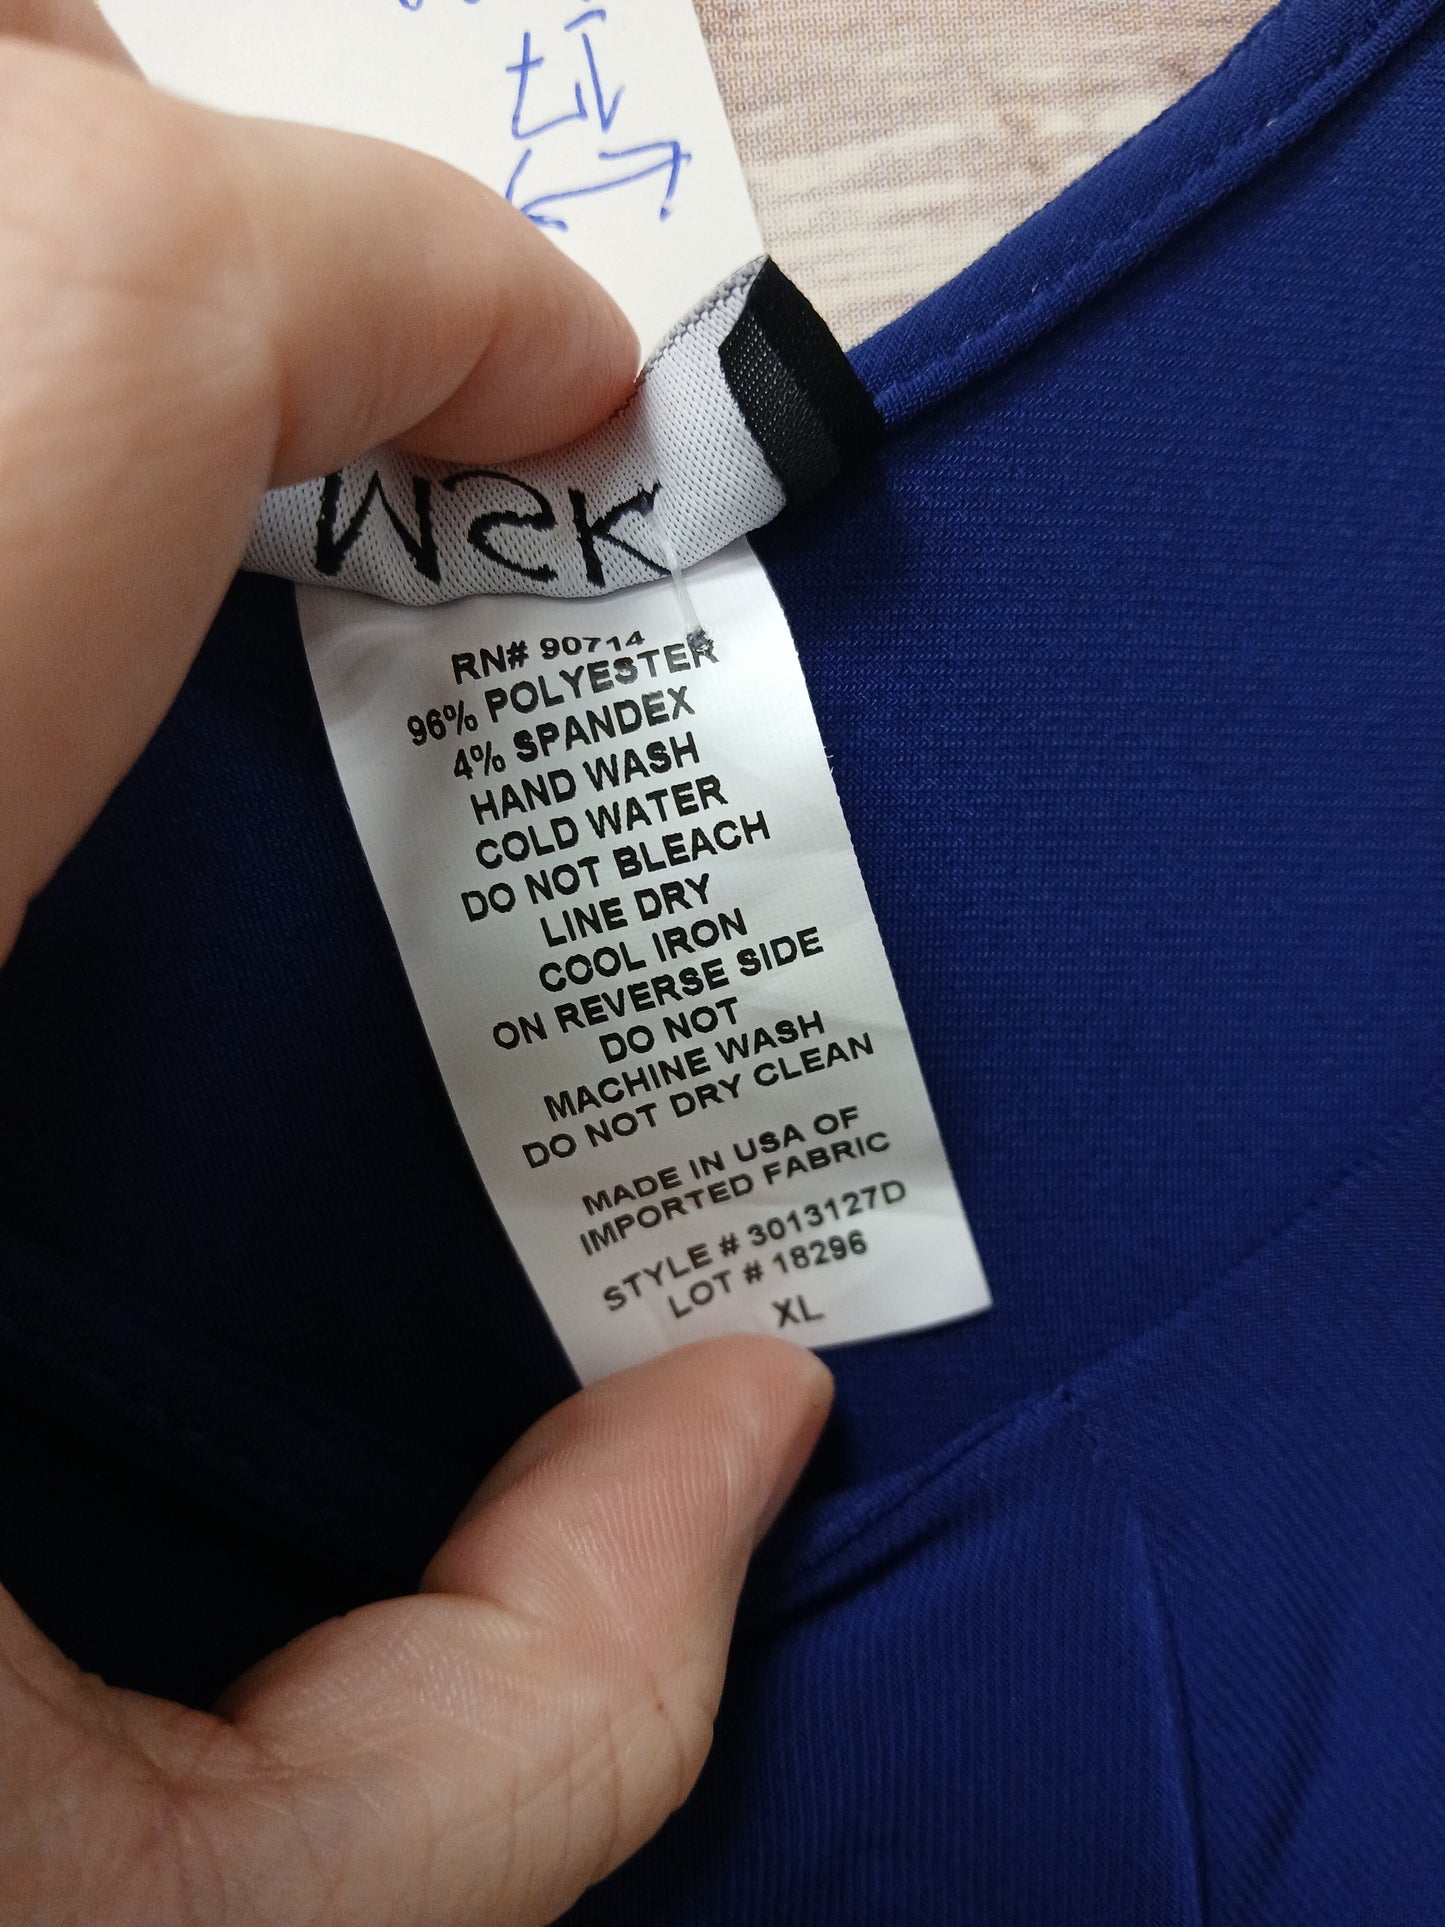 MSK
RN# 90714
96% POLYESTER
4% SPANDEX
HAND WASH
COLD WATER
DO NOT BLEACH
LINE DRY
COOL IRON
ON REVERSE SIDE
DO NOT
MACHINE WASH
DO NOT DRY CLEAN
MADE IN USA OF
IMPORTED FABRIC
STYLE # 3013127D
LOT # 18296
XL